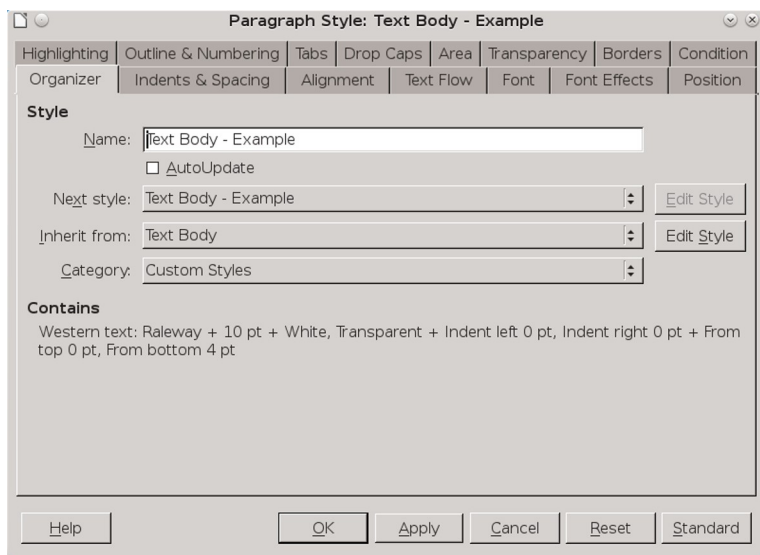 Paragraph Style: Text Body - Example
Highlighting Outline & Numbering Tabs Drop Caps Area Transparency Borders Condition
Organizer Indents & Spacing Alignment Text Flow Font Font Effects Position
Style
Name: Text Body - Example
AutoUpdate
Next style: Text Body - Example Edit Style
Inherit from: Text Body Edit Style
Category: Custom Styles
Contains
Western text: Raleway + 10 pt + White, Transparent + Indent left 0 pt, Indent right 0 pt + From
top 0 pt, From bottom 4 pt
Help OK Apply Cancel Reset Standard